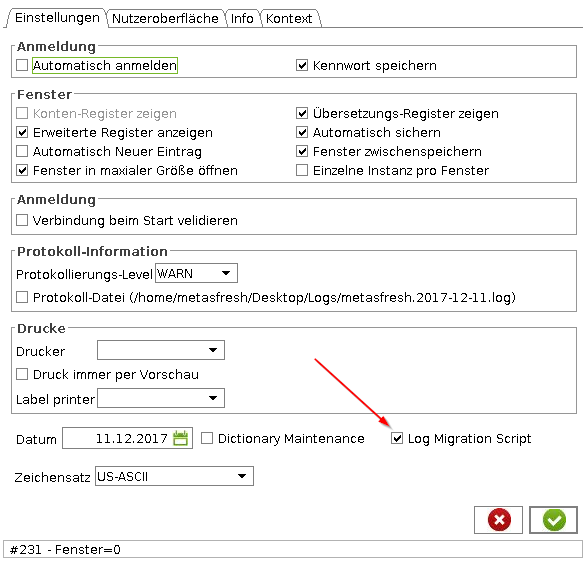 Einstellungen Nutzeroberfläche Info Kontext
Anmeldung
Automatisch anmelden Kennwort speichern
Fenster
Konten-Register zeigen Übersetzungs-Register zeigen
Erweiterte Register anzeigen Automatisch sichern
Automatisch Neuer Eintrag Fenster zwischenspeichern
Fenster in maxialer Größe öffnen Einzelne Instanz pro Fenster
Anmeldung
Verbindung beim Start velidieren
Protokoll-Information
Protokollierungs-Level WARN
Protokoll-Datei (/home/metasfresh/Desktop/Logs/metasfresh.2017-12-11.log)
Drucke
Drucker
Druck immer per Vorschau
Label printer
Datum 11.12.2017 Dictionary Maintenance Log Migration Script
Zeichensatz US-ASCII
#231 - Fenster=0